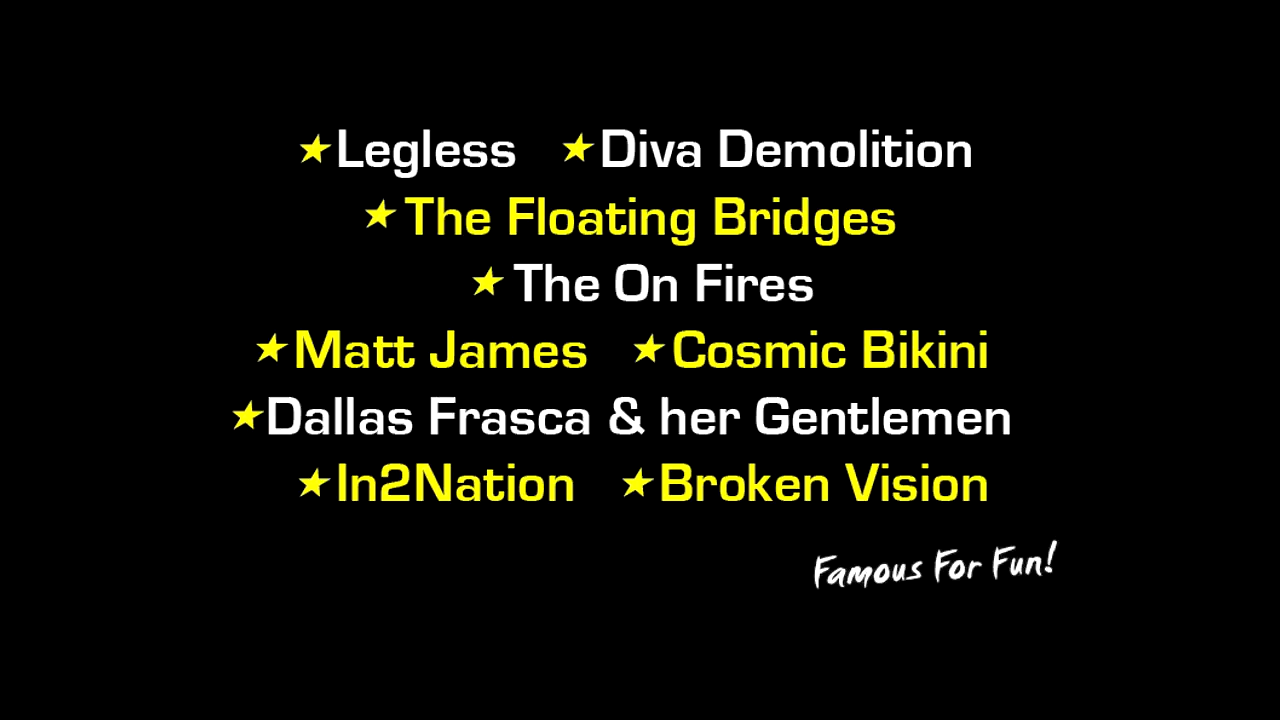 ★Legless ★Diva Demolition
★The Floating Bridges
★The On Fires
★Matt James ★Cosmic Bikini
★Dallas Frasca & her Gentlemen
★In2Nation ★Broken Vision
Famous For Fun!